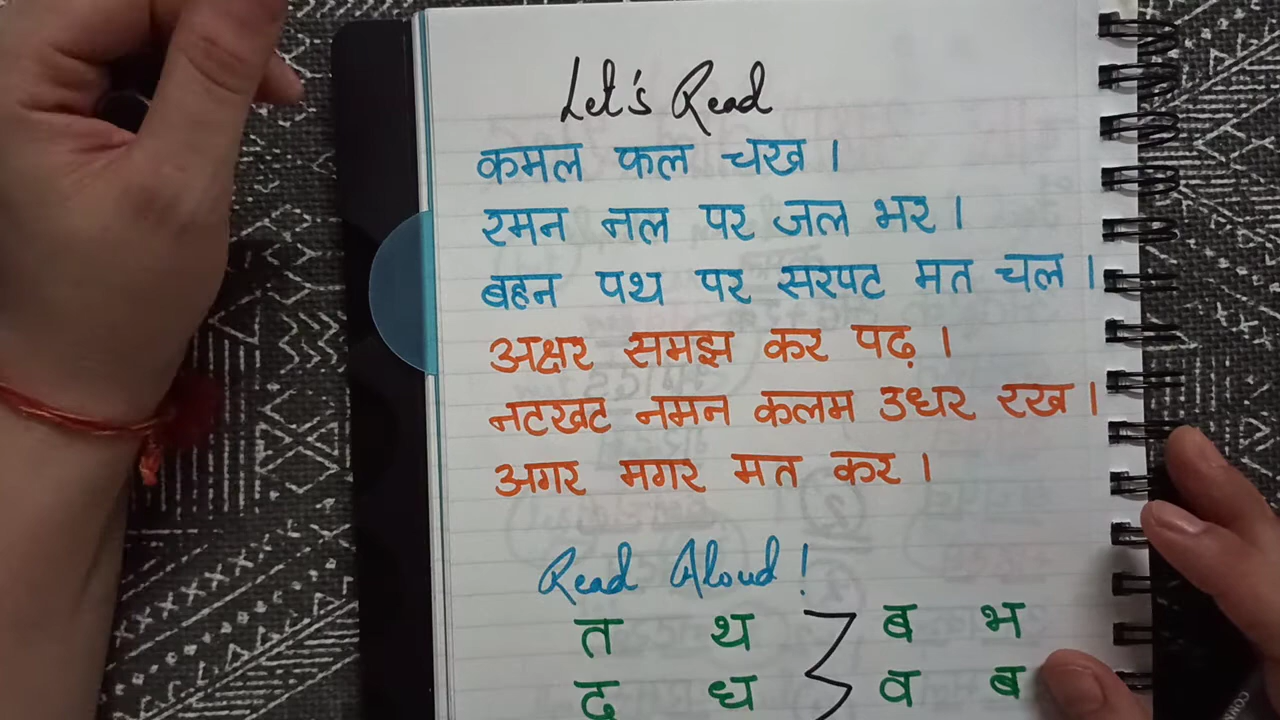 Let's Read
कमल फल चख।
रमन नल पर जल भर।
बहन पथ पर सरपट मत चल।
अक्षर समझ कर पढ़।
नटखट नमन कलम उधर रख।
अगर मगर मत कर।
Read Aloud!
त थ ब भ
द ध व ब